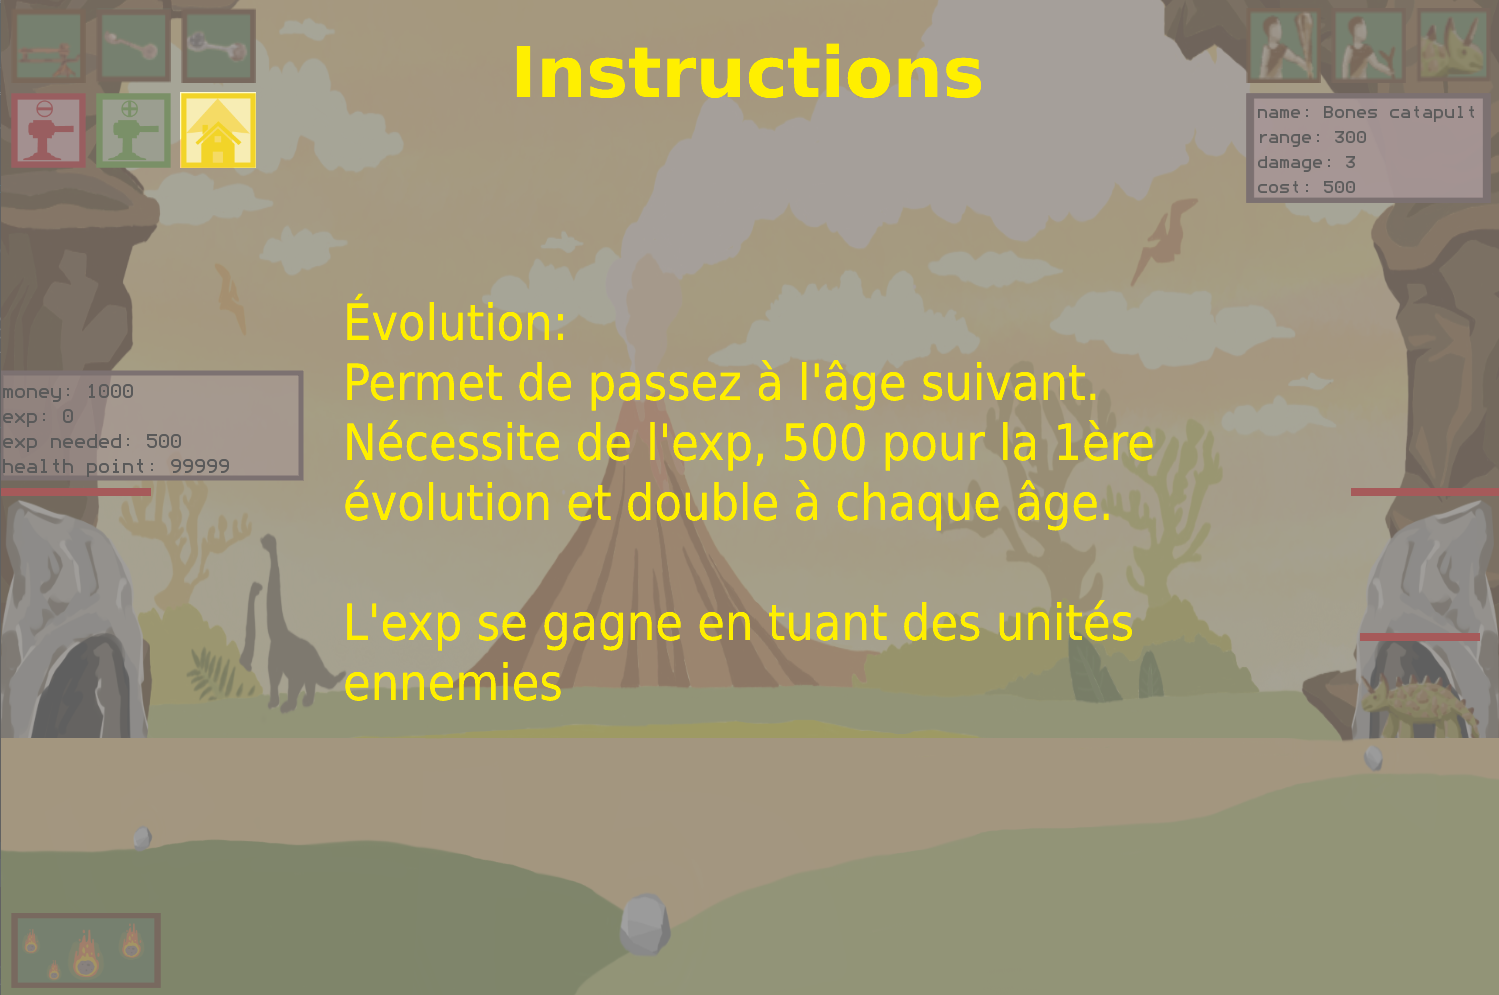 Instructions
name: Bones catapult
range: 300
damage: 3
cost: 500
Évolution:
Permet de passez à l'âge suivant.
Nécessite de l'exp, 500 pour la 1ère
évolution et double à chaque âge.
L'exp se gagne en tuant des unités
ennemies
money: 1000
exp: 0
exp needed: 500
health point: 99999